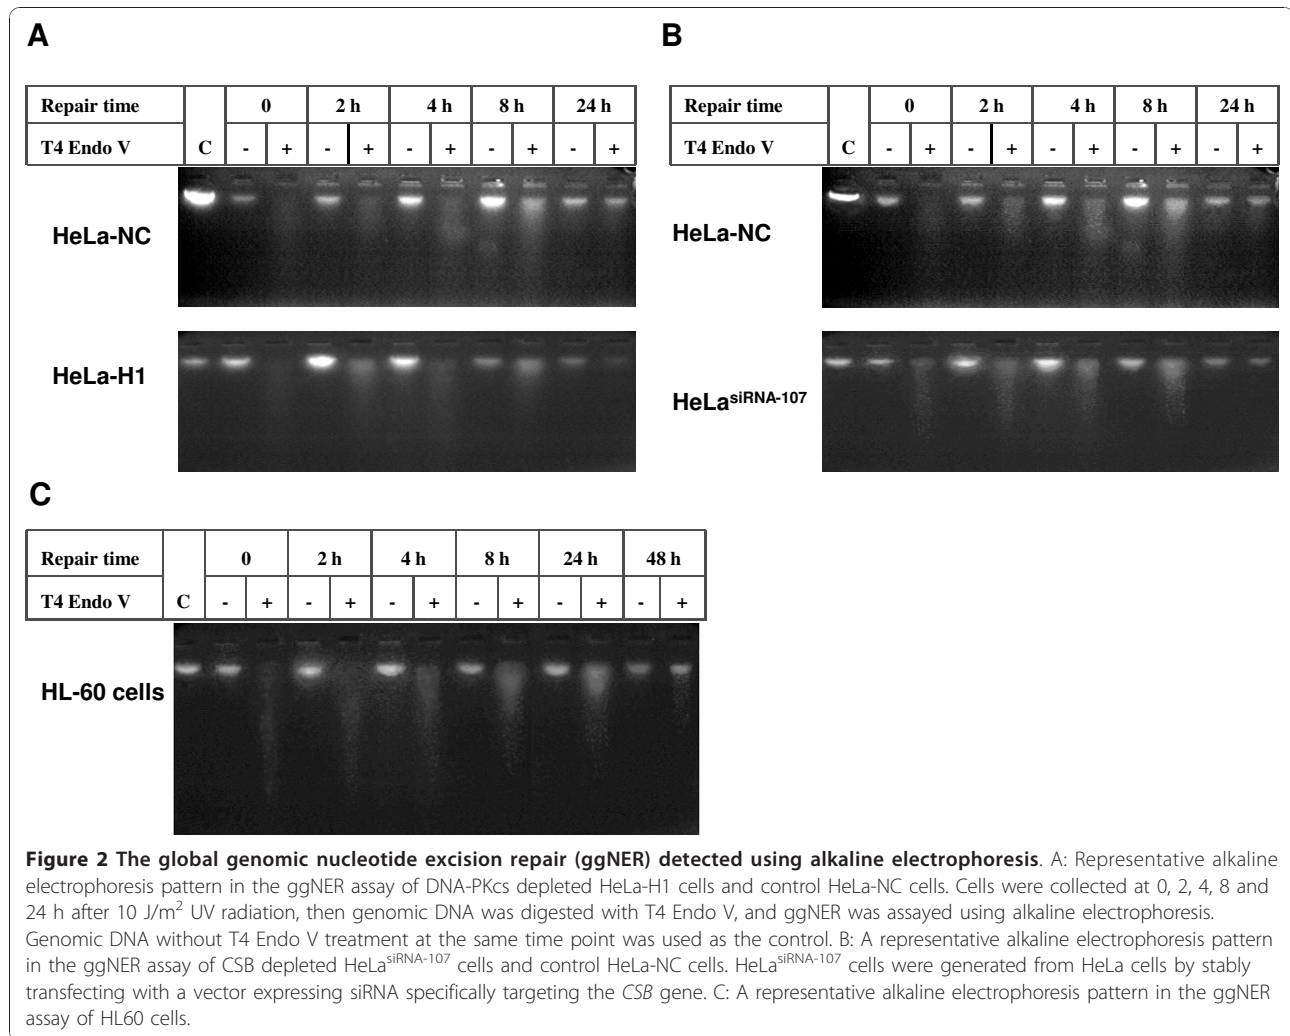 A
B
Repair time 0 2 h 4 h 8 h 24 h
T4 Endo V C - + - + - + - + - +
HeLa-NC
HeLa-H1
Repair time 0 2 h 4 h 8 h 24 h
T4 Endo V C - + - + - + - + - +
HeLa-NC
HeLasiRNA-107
C
Repair time 0 2 h 4 h 8 h 24 h 48 h
T4 Endo V C - + - + - + - + - + - +
HL-60 cells
Figure 2 The global genomic nucleotide excision repair (ggNER) detected using alkaline electrophoresis. A: Representative alkaline
electrophoresis pattern in the ggNER assay of DNA-PKcs depleted HeLa-H1 cells and control HeLa-NC cells. Cells were collected at 0, 2, 4, 8 and
24 h after 10 J/m2 UV radiation, then genomic DNA was digested with T4 Endo V, and ggNER was assayed using alkaline electrophoresis.
Genomic DNA without T4 Endo V treatment at the same time point was used as the control. B: A representative alkaline electrophoresis pattern
in the ggNER assay of CSB depleted HeLasiRNA-107 cells and control HeLa-NC cells. HeLasiRNA-107 cells were generated from HeLa cells by stably
transfecting with a vector expressing siRNA specifically targeting the CSB gene. C: A representative alkaline electrophoresis pattern in the ggNER
assay of HL60 cells.